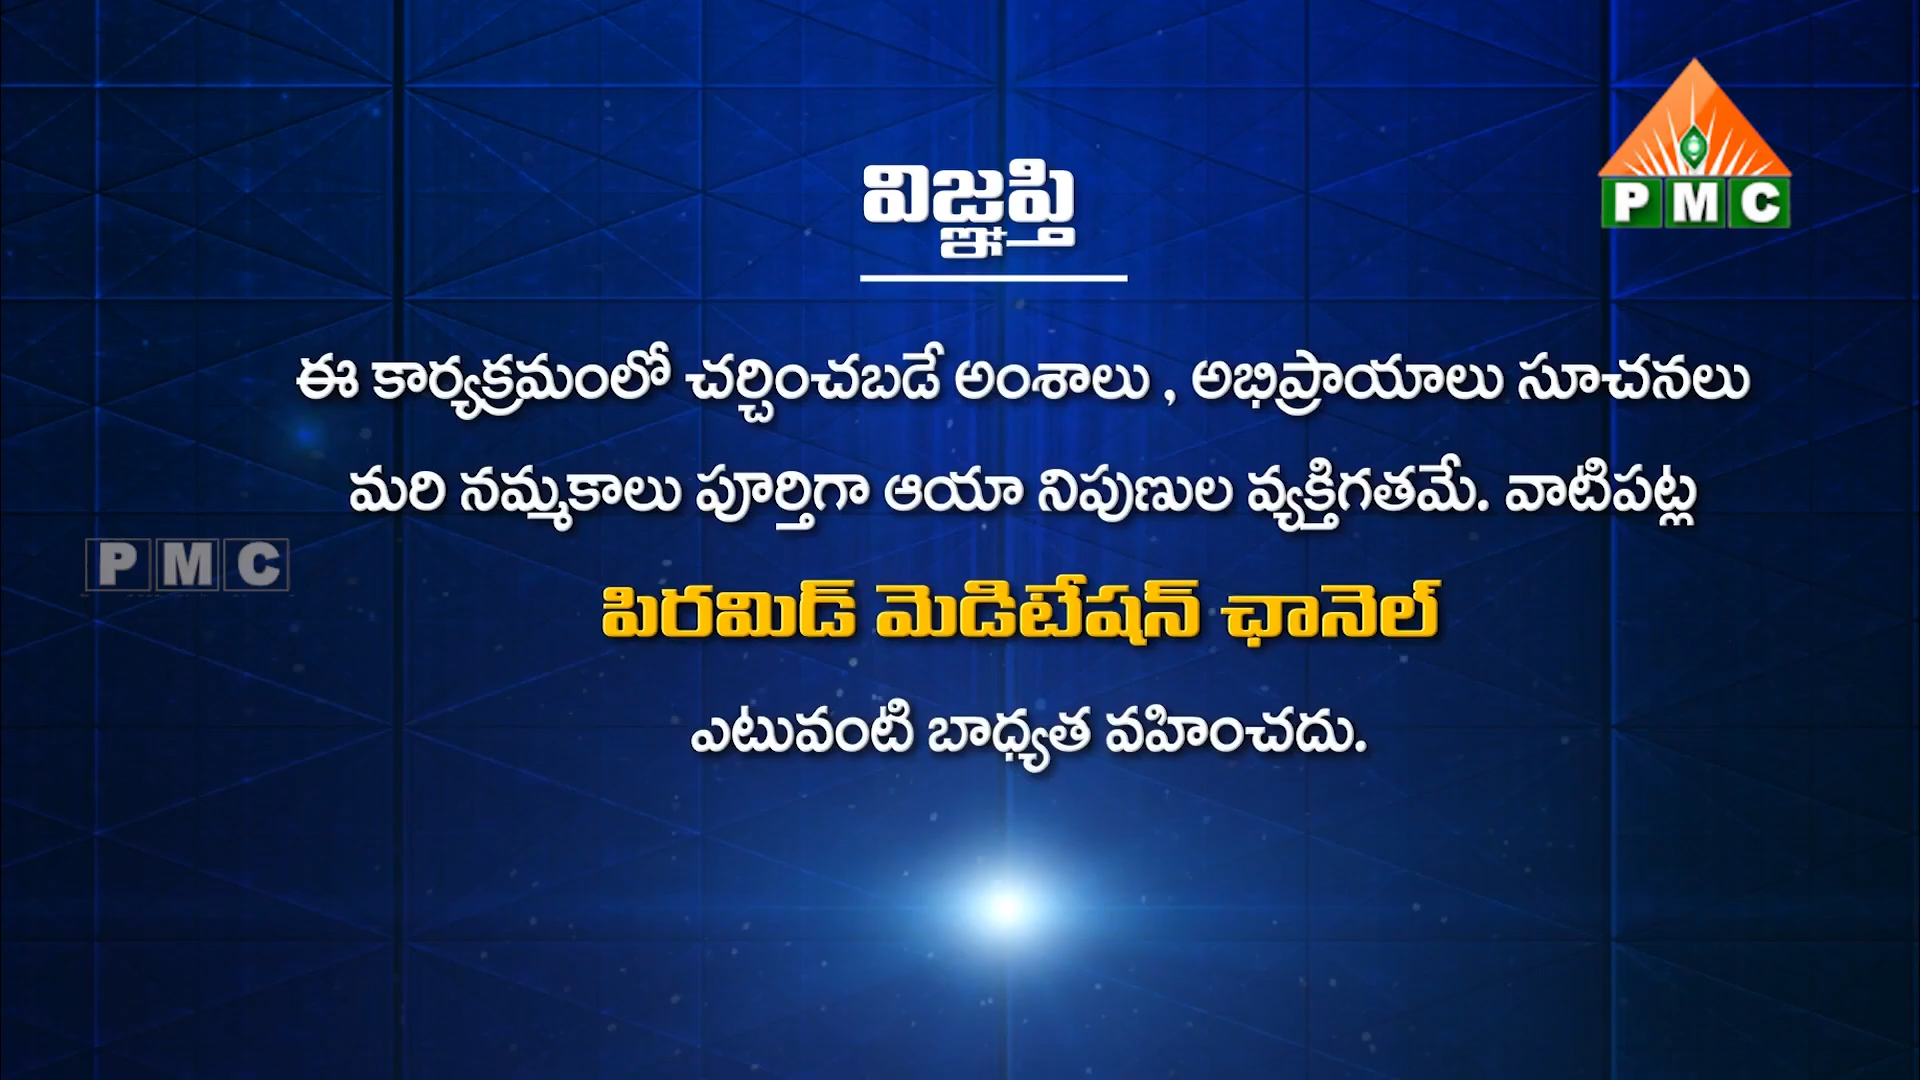 PMC
విజ్ఞప్తి
ఈ కార్యక్రమంలో చర్చించబడే అంశాలు , అభిప్రాయాలు సూచనలు
మరి నమ్మకాలు పూర్తిగా ఆయా నిపుణుల వ్యక్తిగతమే. వాటిపట్ల
PMC
పిరమిడ్ మెడిటేషన్ ఛానెల్
ఎటువంటి బాధ్యత వహించదు.